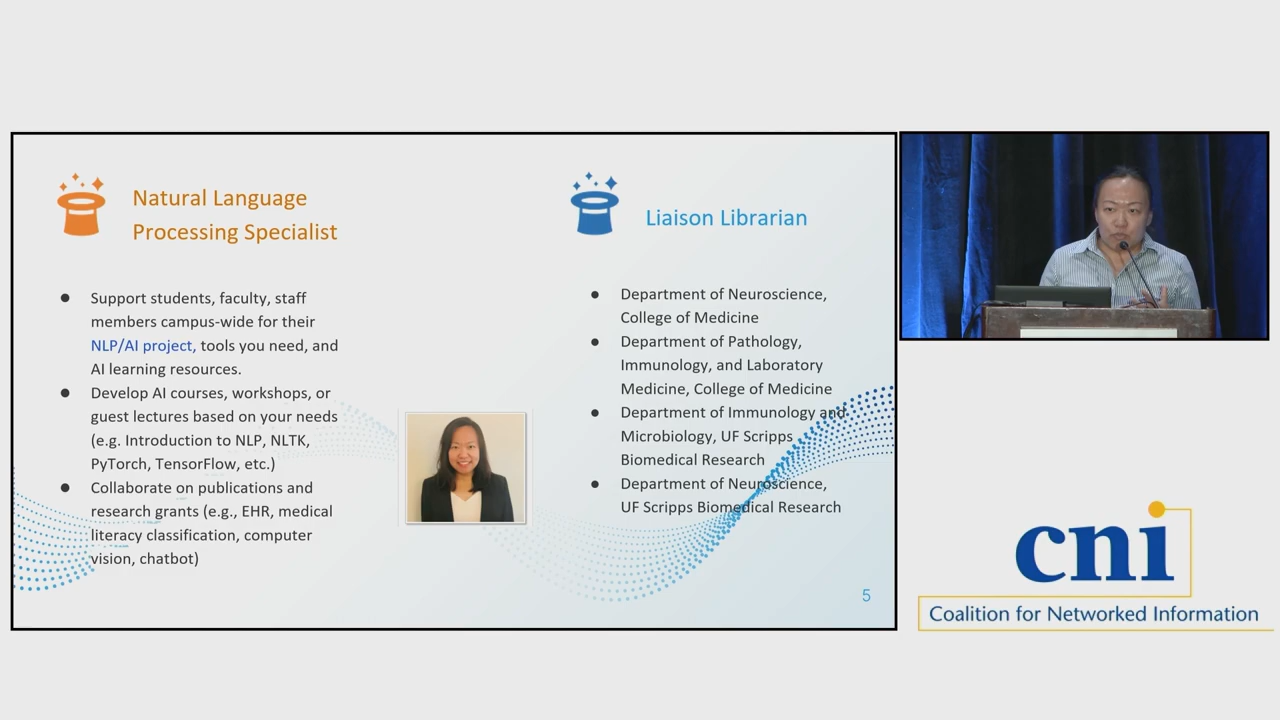 Natural Language
Processing Specialist
● Support students, faculty, staff
members campus-wide for their
NLP/AI project, tools you need, and
AI learning resources.
● Develop AI courses, workshops, or
guest lectures based on your needs
(e.g. Introduction to NLP, NLTK,
PyTorch, TensorFlow, etc.)
● Collaborate on publications and
research grants (e.g., EHR, medical
literacy classification, computer
vision, chatbot)
Liaison Librarian
● Department of Neuroscience,
College of Medicine
● Department of Pathology,
Immunology, and Laboratory
Medicine, College of Medicine
● Department of Immunology and
Microbiology, UF Scripps
Biomedical Research
● Department of Neuroscience,
UF Scripps Biomedical Research
5
cni
Coalition for Networked Information